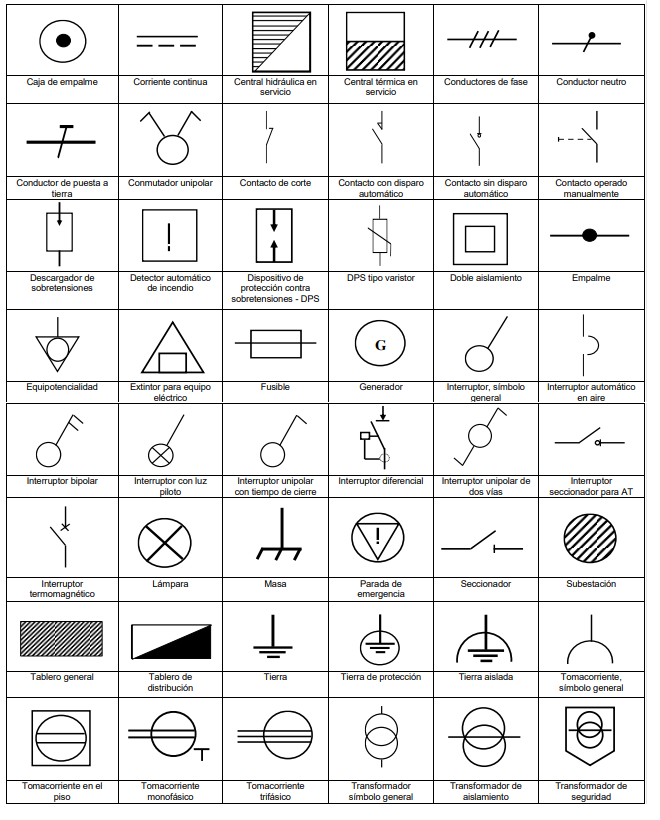 Caja de empalme
Corriente continua
Central hidráulica en
servicio
Central térmica en
servicio
Conductores de fase
Conductor neutro
Conductor de puesta a
tierra
Conmutador unipolar
Contacto de corte
Contacto con disparo
automático
Contacto sin disparo
automático
Contacto operado
manualmente
!
Descargador de
sobretensiones
Detector automático
de incendio
Dispositivo de
protección contra
sobretensiones - DPS
DPS tipo varistor
Doble aislamiento
Empalme
G
Equipotencialidad
Extintor para equipo
eléctrico
Fusible
Generador
Interruptor, símbolo
general
Interruptor automático
en aire
Interruptor bipolar
Interruptor con luz
piloto
Interruptor unipolar
con tiempo de cierre
Interruptor diferencial
Interruptor unipolar de
dos vías
Interruptor
seccionador para AT
!
Interruptor
termomagnético
Lámpara
Masa
Parada de
emergencia
Seccionador
Subestación
Tablero general
Tablero de
distribución
Tierra
Tierra de protección
Tierra aislada
Tomacorriente,
símbolo general
T
Tomacorriente en el
piso
Tomacorriente
monofásico
Tomacorriente
trifásico
Transformador
símbolo general
Transformador de
aislamiento
Transformador de
seguridad